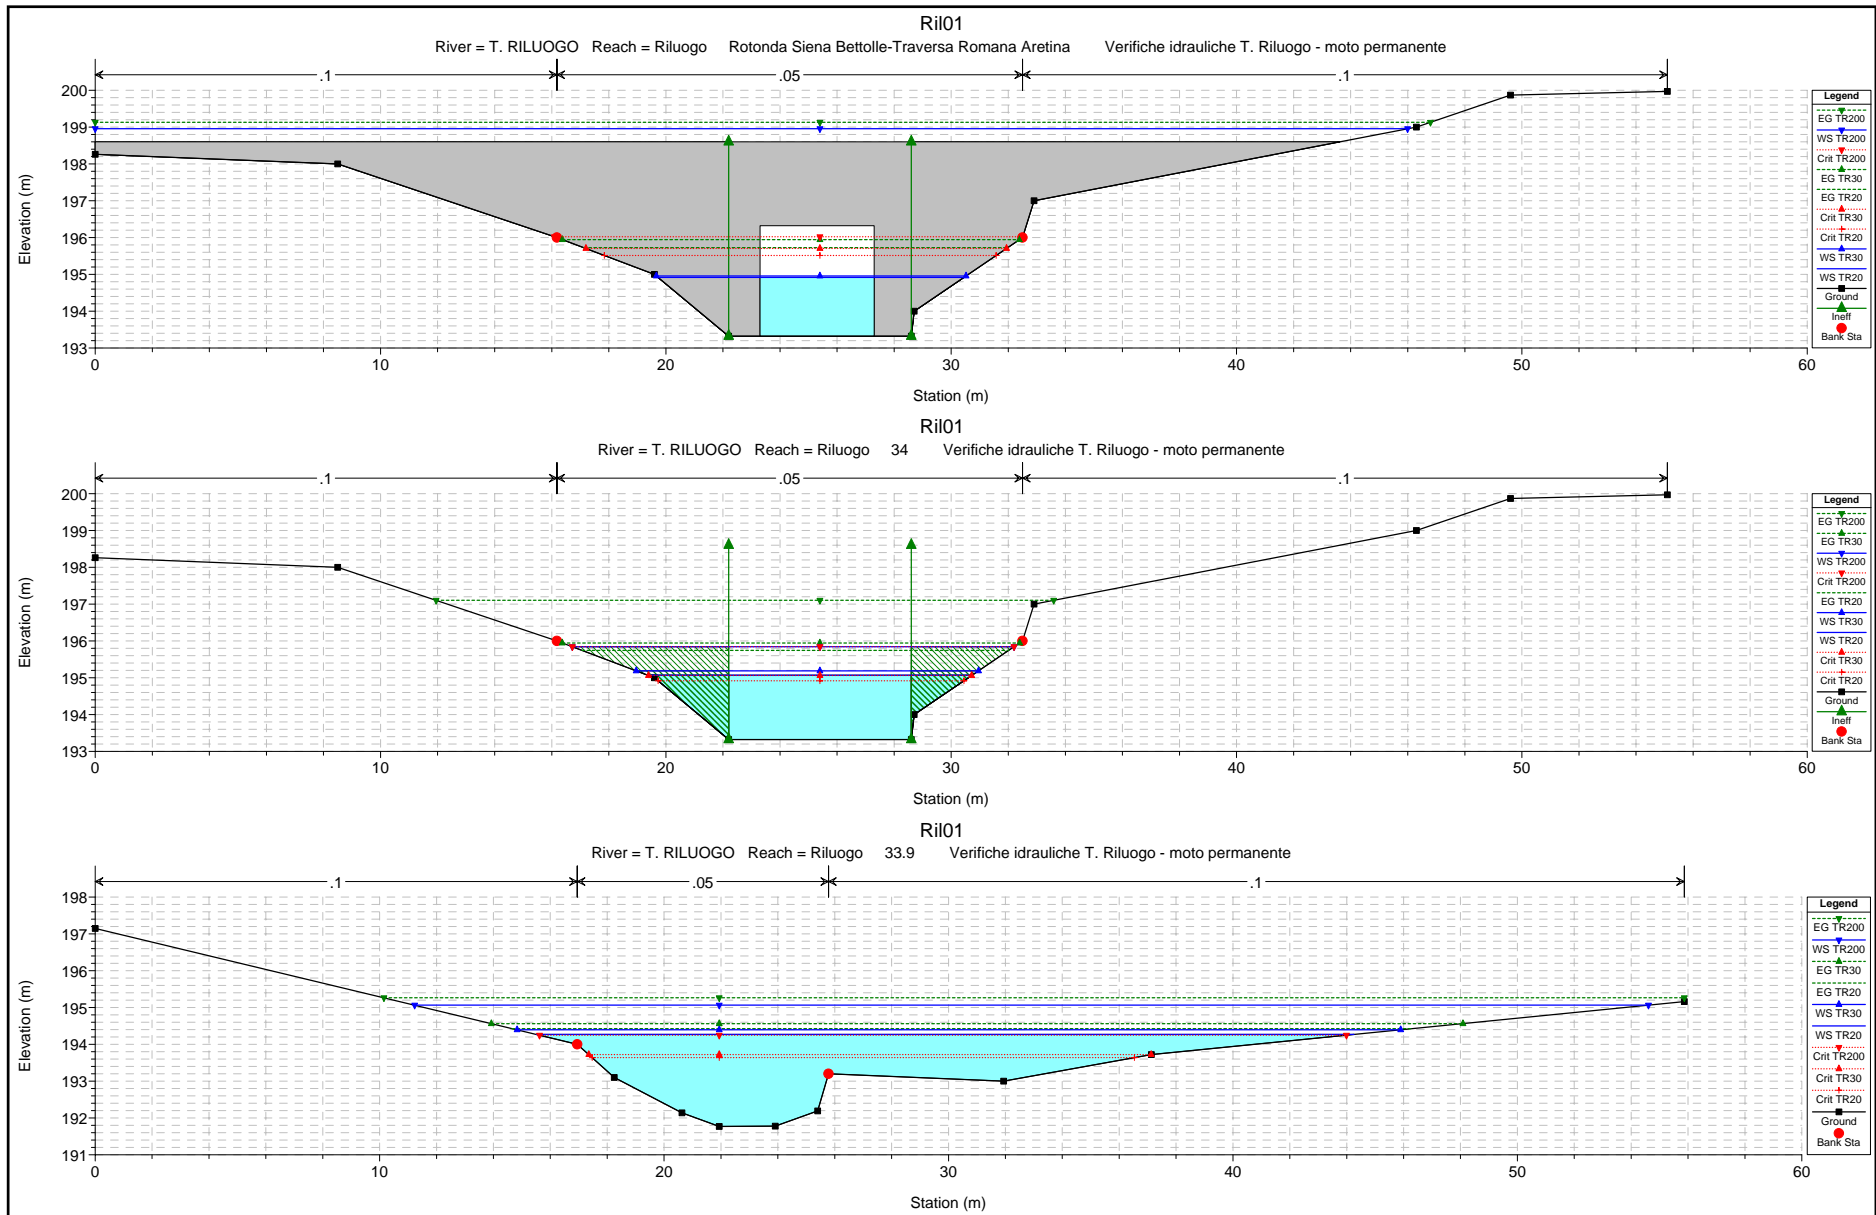 Ril01
River = T. RILUOGO Reach = Riluogo Rotonda Siena Bettolle-Traversa Romana Aretina Verifiche idrauliche T. Riluogo - moto permanente
.1 .05 .1
200
199
198
197
196
195
194
193
Elevation (m)
0 10 20 30 40 50 60
Station (m)
Legend
EG TR200
WS TR200
Crit TR200
EG TR30
EG TR20
Crit TR30
Crit TR20
WS TR30
WS TR20
Ground
Ineff
Bank Sta
Ril01
River = T. RILUOGO Reach = Riluogo 34 Verifiche idrauliche T. Riluogo - moto permanente
.1 .05 .1
200
199
198
197
196
195
194
193
Elevation (m)
0 10 20 30 40 50 60
Station (m)
Legend
EG TR200
EG TR30
WS TR200
Crit TR200
EG TR20
WS TR30
WS TR20
Crit TR30
Crit TR20
Ground
Ineff
Bank Sta
Ril01
River = T. RILUOGO Reach = Riluogo 33.9 Verifiche idrauliche T. Riluogo - moto permanente
.1 .05 .1
198
197
196
195
194
193
192
191
Elevation (m)
0 10 20 30 40 50 60
Station (m)
Legend
EG TR200
WS TR200
EG TR30
EG TR20
WS TR30
WS TR20
Crit TR200
Crit TR30
Crit TR20
Ground
Bank Sta